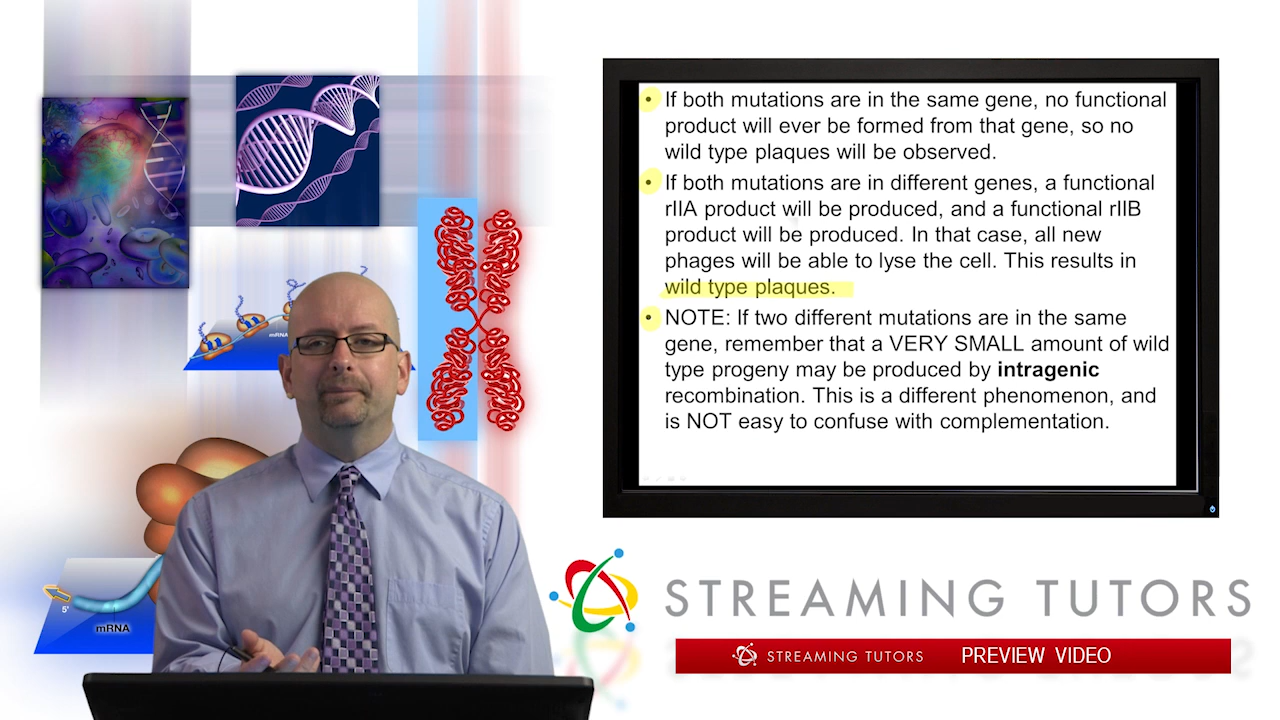 • If both mutations are in the same gene, no functional
product will ever be formed from that gene, so no
wild type plaques will be observed.
• If both mutations are in different genes, a functional
rIIA product will be produced, and a functional rIIB
product will be produced. In that case, all new
phages will be able to lyse the cell. This results in
wild type plaques.
• NOTE: If two different mutations are in the same
gene, remember that a VERY SMALL amount of wild
type progeny may be produced by intragenic
recombination. This is a different phenomenon, and
is NOT easy to confuse with complementation.
mRNA
5'
mRNA
STREAMING TUTORS
STREAMING TUTORS PREVIEW VIDEO